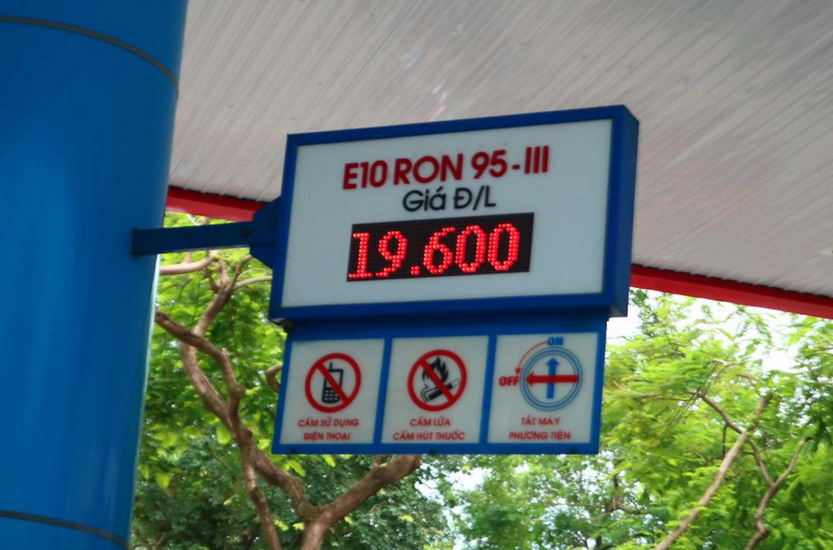 E10 RON 95-III
Giá Đ/L
19.600
ON
OFF
CẤM SỬ DỤNG
ĐIỆN THOẠI
CẤM LỬA
CẤM HÚT THUỐC
TẮT MÁY
PHƯƠNG TIỆN